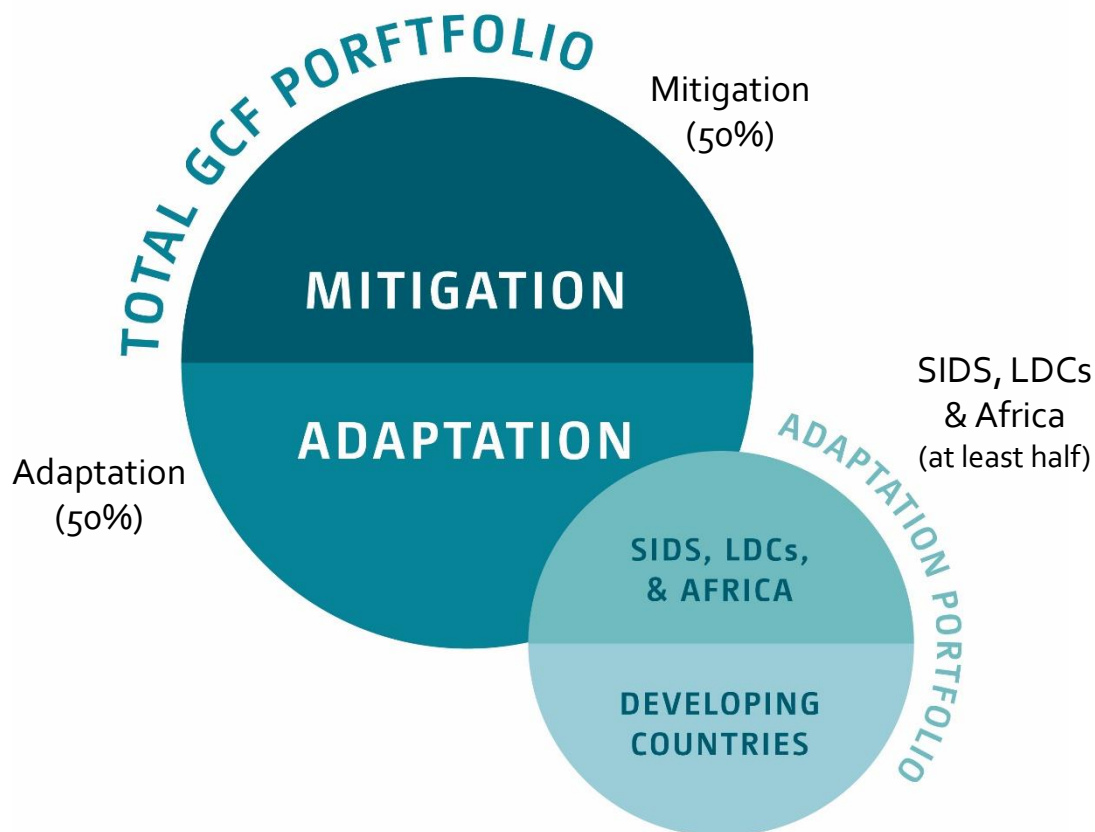 TOTAL GCF PORFTFOLIO
Mitigation
(50%)
MITIGATION
ADAPTATION
Adaptation
(50%)
SIDS, LDCs
& Africa
(at least half)
ADAPTATION PORTFOLIO
SIDS, LDCs,
& AFRICA
DEVELOPING
COUNTRIES